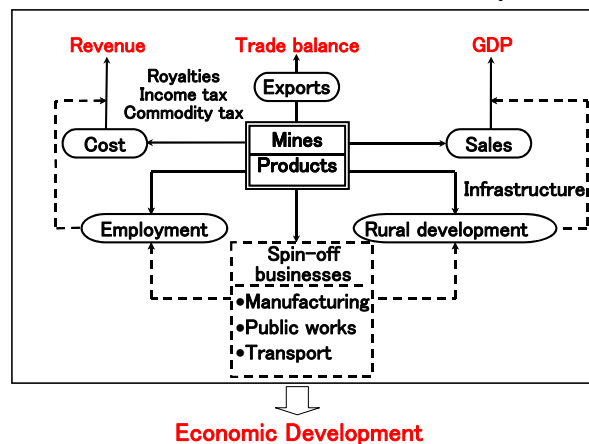 Revenue
Trade balance
GDP
Royalties
Income tax
Commodity tax
Exports
Cost
Mines
Products
Sales
Infrastructure
Employment
Rural development
Spin-off
businesses
•Manufacturing
•Public works
•Transport
Economic Development